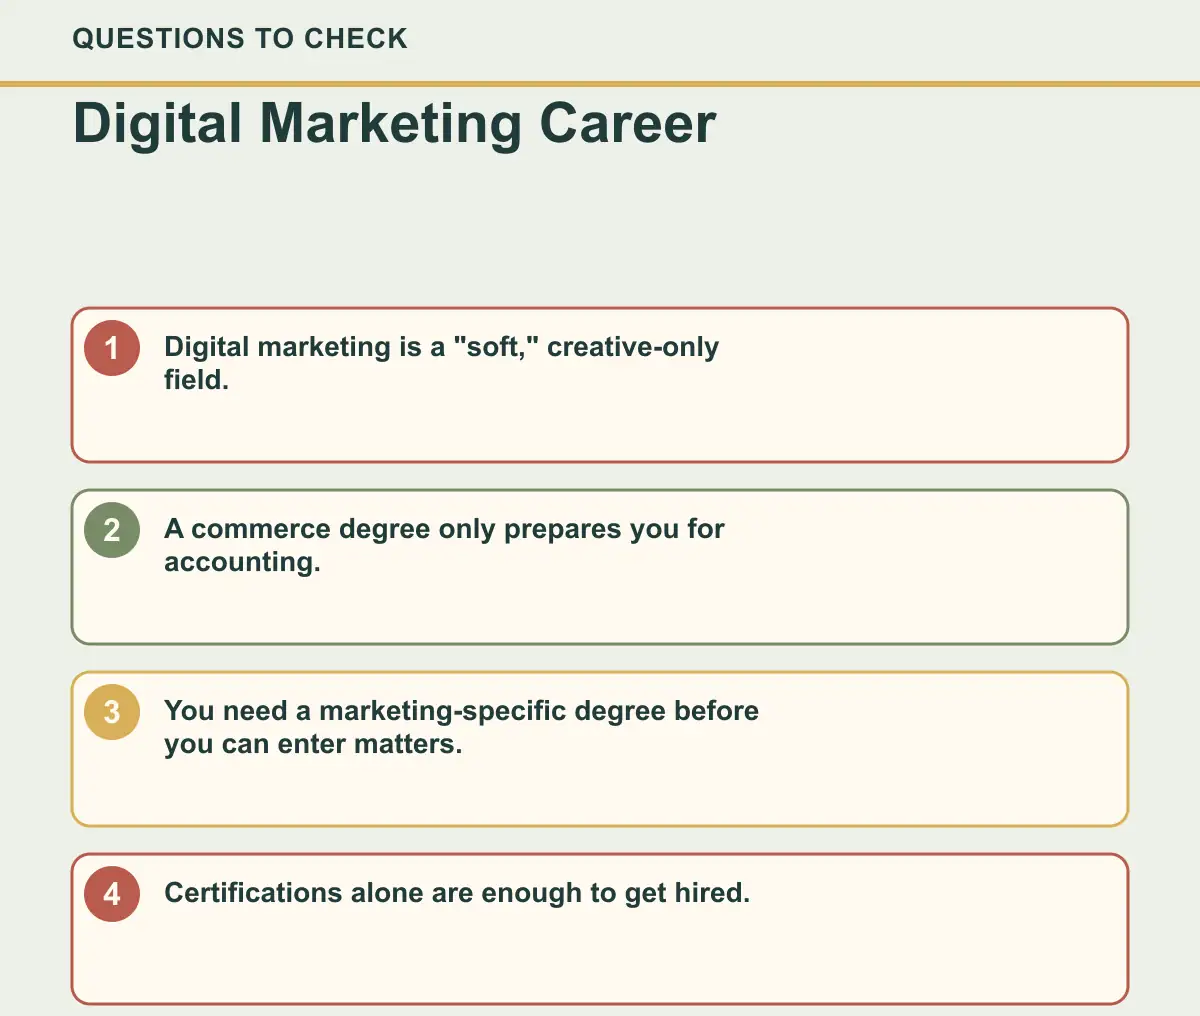 QUESTIONS TO CHECK
Digital Marketing Career
1
Digital marketing is a "soft," creative-only
field.
2
A commerce degree only prepares you for
accounting.
3
You need a marketing-specific degree before
you can enter matters.
4
Certifications alone are enough to get hired.